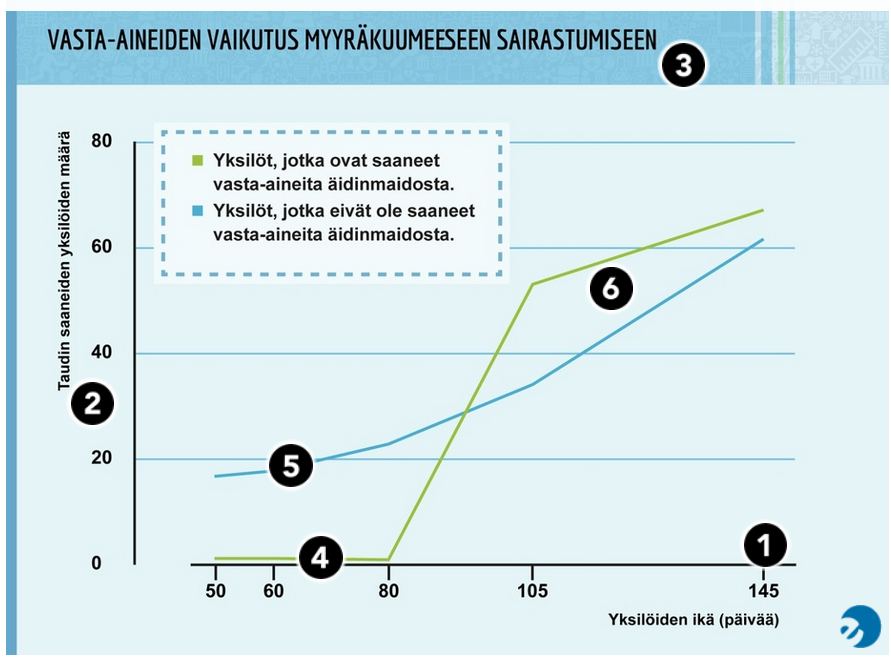 VASTA-AINEIDEN VAIKUTUS MYYRÄKUUMEESEEN SAIRASTUMISEEN
3
Taudin saaneiden yksilöiden määrä
80
60
40
20
0
2
Yksilöt, jotka ovat saaneet
vasta-aineita äidinmaidosta.
Yksilöt, jotka eivät ole saaneet
vasta-aineita äidinmaidosta.
6
5
4
1
50 60 80 105 145
Yksilöiden ikä (päivää)